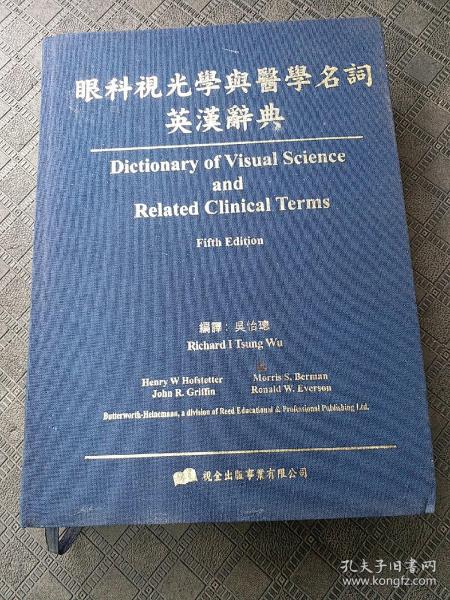 眼科視光學與醫學名詞
英漢辭典
Dictionary of Visual Science
and
Related Clinical Terms
Fifth Edition
編譯：吳怡璁
Richard I Tsung Wu
Henry W Hofstetter
Morris S. Berman
John R. Griffin
Ronald W. Everson
Butterworth-Heinemann, a division of Reed Educational & Professional Publishing Ltd.
視全出版事業有限公司
孔夫子旧书网
www.kongfz.com